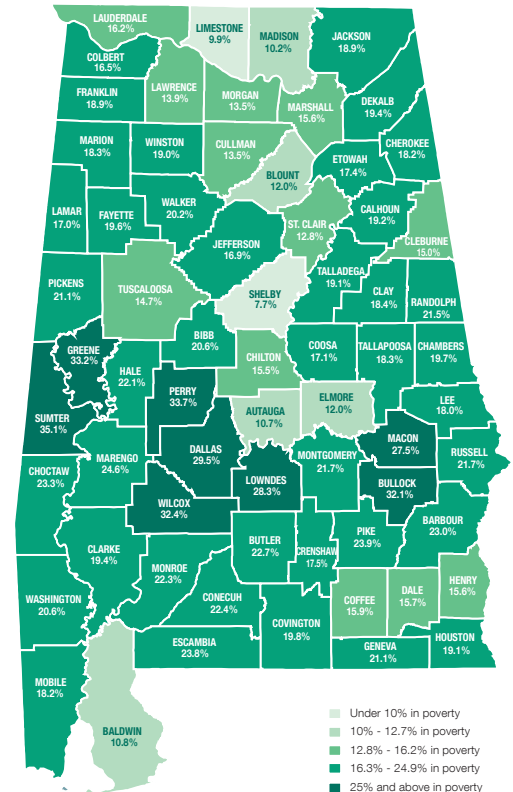 LAUDERDALE
16.2%
LIMESTONE
9.9%
MADISON
10.2%
JACKSON
18.9%
COLBERT
16.5%
FRANKLIN
18.9%
LAWRENCE
13.9%
MORGAN
13.5%
MARSHALL
15.6%
DEKALB
19.4%
MARION
18.3%
WINSTON
19.0%
CULLMAN
13.5%
BLOUNT
12.0%
ETOWAH
17.4%
CHEROKEE
18.2%
LAMAR
17.0%
FAYETTE
19.6%
WALKER
20.2%
JEFFERSON
16.9%
ST. CLAIR
12.8%
CALHOUN
19.2%
CLEBURNE
15.0%
PICKENS
21.1%
TUSCALOOSA
14.7%
SHELBY
7.7%
TALLADEGA
19.1%
CLAY
18.4%
RANDOLPH
21.5%
GREENE
33.2%
HALE
22.1%
BIBB
20.6%
CHILTON
15.5%
COOSA
17.1%
TALLAPOOSA
18.3%
CHAMBERS
19.7%
SUMTER
35.1%
PERRY
33.7%
AUTAUGA
10.7%
ELMORE
12.0%
LEE
18.0%
CHOCTAW
23.3%
MARENGO
24.6%
DALLAS
29.5%
LOWNDES
28.3%
MONTGOMERY
21.7%
MACON
27.5%
RUSSELL
21.7%
BULLOCK
32.1%
WILCOX
32.4%
CLARKE
19.4%
MONROE
22.3%
BUTLER
22.7%
CRENSHAW
17.5%
PIKE
23.9%
BARBOUR
23.0%
WASHINGTON
20.6%
CONECUH
22.4%
COVINGTON
19.8%
COFFEE
15.9%
DALE
15.7%
HENRY
15.6%
ESCAMBIA
23.8%
GENEVA
21.1%
HOUSTON
19.1%
MOBILE
18.2%
BALDWIN
10.8%
Under 10% in poverty
10% - 12.7% in poverty
12.8% - 16.2% in poverty
16.3% - 24.9% in poverty
25% and above in poverty